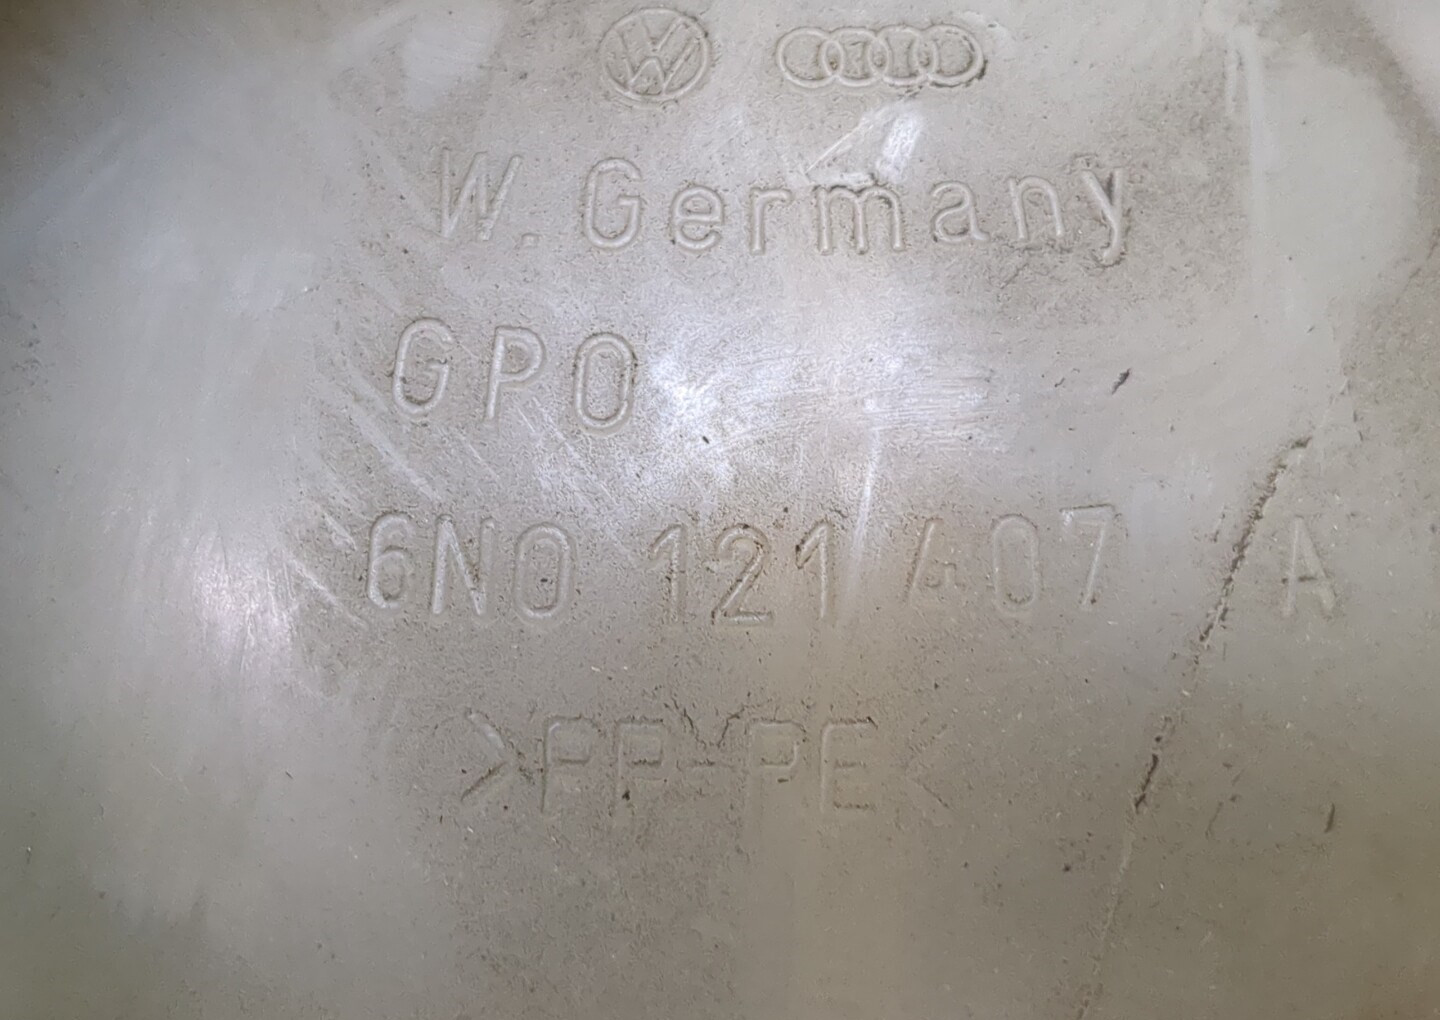 W. Germany
GPO
6N0 121 407 A
>PP-PE<